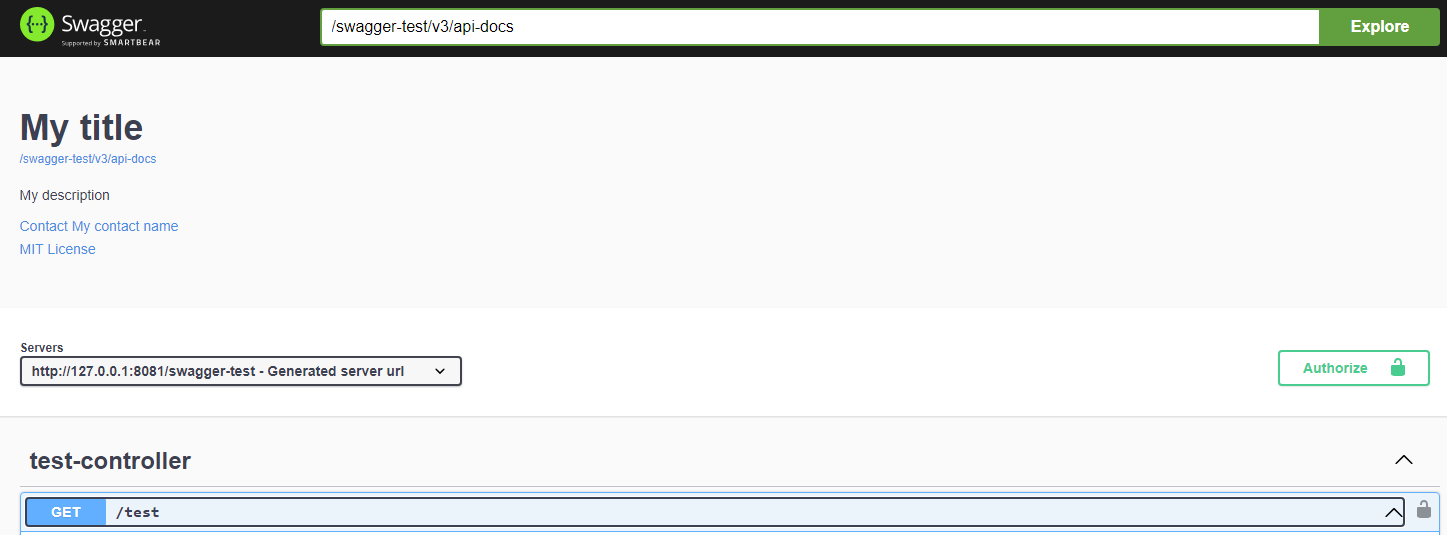 Swagger
Supported by SMARTBEAR
/swagger-test/v3/api-docs
Explore
My title
/swagger-test/v3/api-docs
My description
Contact My contact name
MIT License
Servers
http://127.0.0.1:8081/swagger-test - Generated server url
Authorize
test-controller
GET /test